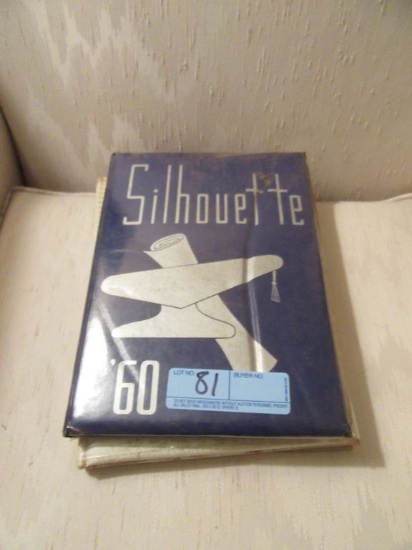 Silhouette
'60
LOT NO. 81 BUYER NO.